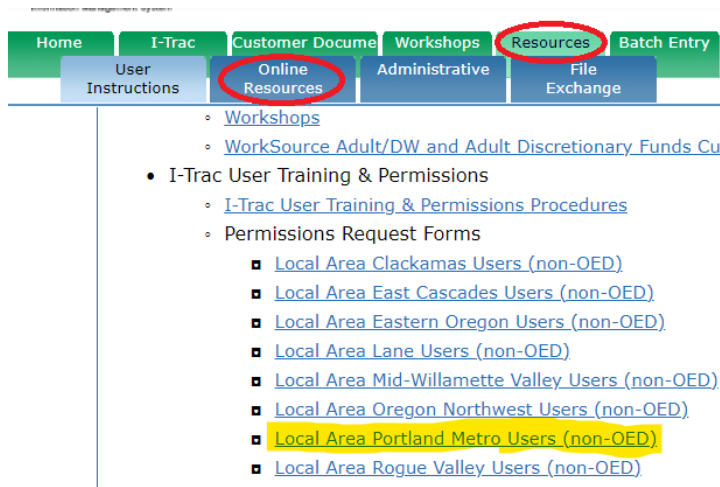 Information Management System
Home I-Trac Customer Docume Workshops Resources Batch Entry
User Instructions Online Resources Administrative File Exchange
Workshops
WorkSource Adult/DW and Adult Discretionary Funds Cu
I-Trac User Training & Permissions
I-Trac User Training & Permissions Procedures
Permissions Request Forms
Local Area Clackamas Users (non-OED)
Local Area East Cascades Users (non-OED)
Local Area Eastern Oregon Users (non-OED)
Local Area Lane Users (non-OED)
Local Area Mid-Willamette Valley Users (non-OED)
Local Area Oregon Northwest Users (non-OED)
Local Area Portland Metro Users (non-OED)
Local Area Rogue Valley Users (non-OED)